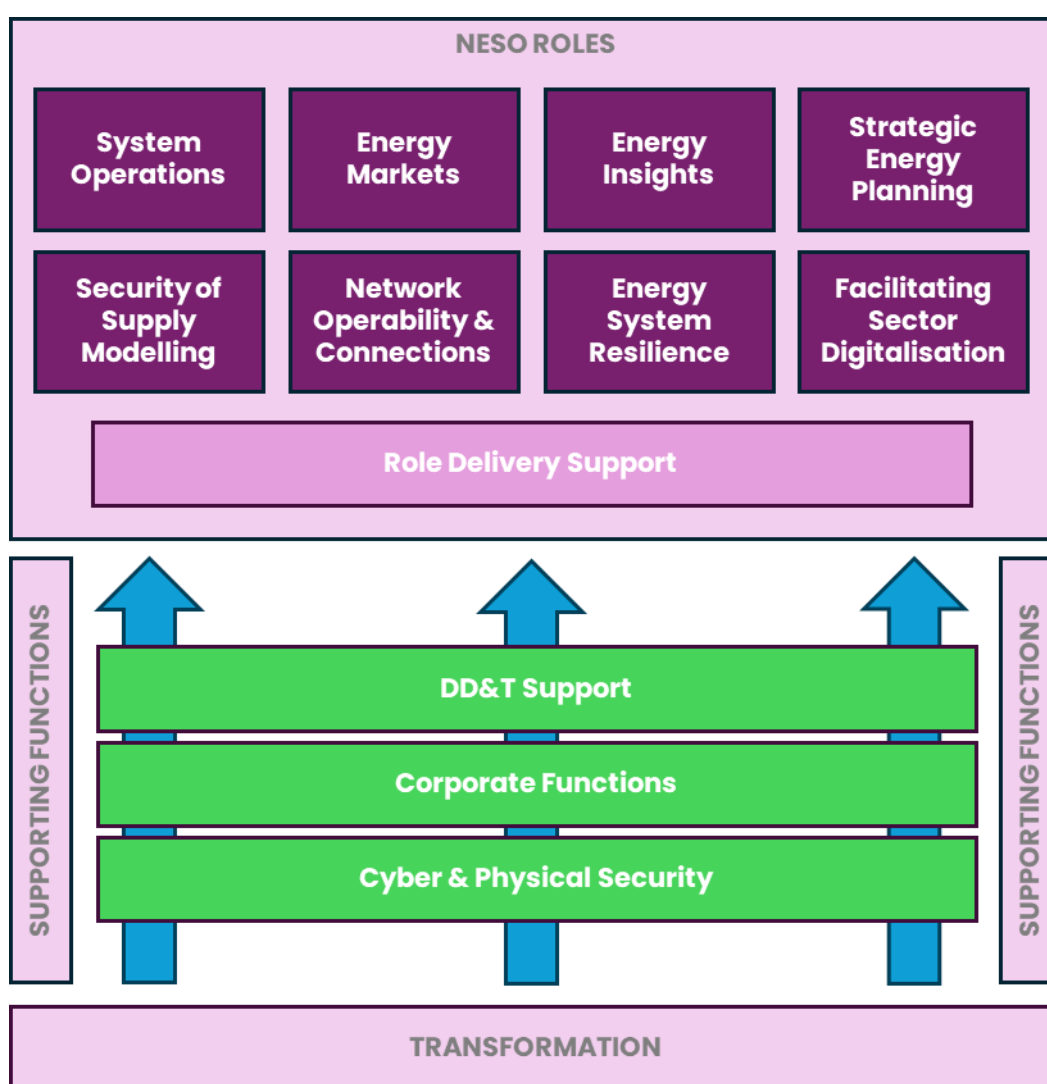 NESO ROLES
System
Operations
Energy
Markets
Energy
Insights
Strategic
Energy
Planning
Security of
Supply
Modelling
Network
Operability &
Connections
Energy
System
Resilience
Facilitating
Sector
Digitalisation
Role Delivery Support
SUPPORTING FUNCTIONS
DD&T Support
Corporate Functions
Cyber & Physical Security
SUPPORTING FUNCTIONS
TRANSFORMATION